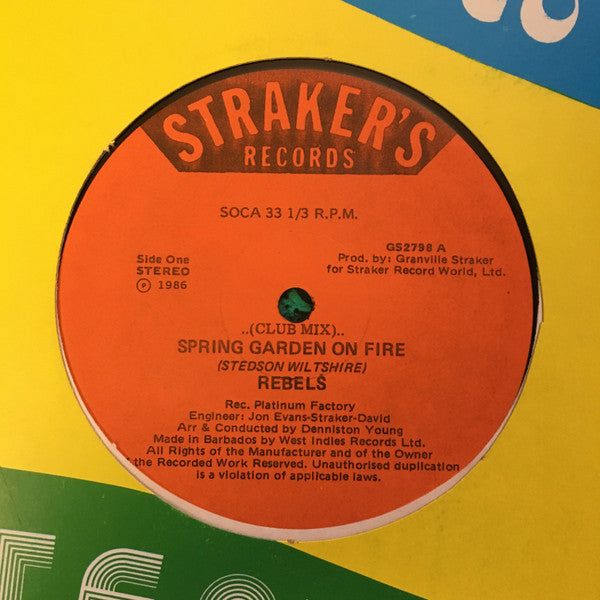 STRAKER'S
RECORDS
SOCA 33 1/3 R.P.M.
Side One
STEREO
Ⓟ 1986
GS2798 A
Prod. by: Granville Straker
for Straker Record World, Ltd.
..(CLUB MIX)..
SPRING GARDEN ON FIRE
(STEDSON WILTSHIRE)
REBELS
Rec. Platinum Factory
Engineer: Jon Evans-Straker-David
Arr & Conducted by Denniston Young
Made in Barbados by West Indies Records Ltd.
All Rights of the Manufacturer and of the Owner
the Recorded Work Reserved. Unauthorised duplication
is a violation of applicable laws.